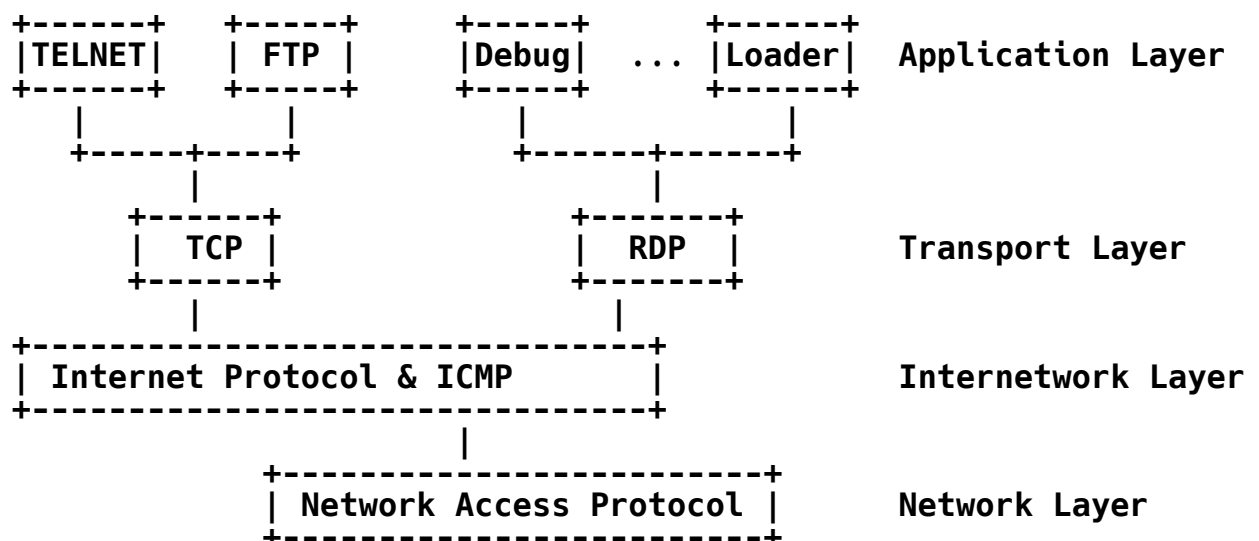 +------+   +-----+     +-----+     +------+
|TELNET|   | FTP |     |Debug|  ... |Loader|   Application Layer
+------+   +-----+     +-----+     +------+
|          |           |             |
+-----+----+           +------+------+
|                       |
+------+               +-------+
|  TCP |               |  RDP  |        Transport Layer
+------+               +-------+
|                     |
+--------------------------------+
| Internet Protocol & ICMP       |            Internetwork Layer
+--------------------------------+
|
+-------------------------+
| Network Access Protocol |      Network Layer
+-------------------------+